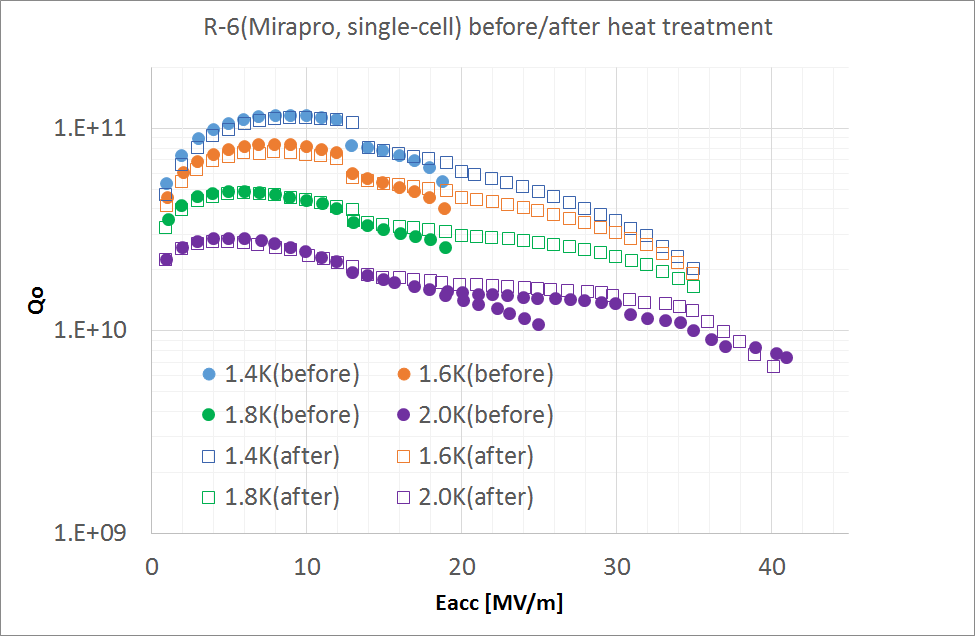 R-6(Mirapro, single-cell) before/after heat treatment
1.E+11
1.E+10
1.E+09
Qo
1.4K(before) 1.6K(before)
1.8K(before) 2.0K(before)
1.4K(after) 1.6K(after)
1.8K(after) 2.0K(after)
0 10 20 30 40
Eacc [MV/m]